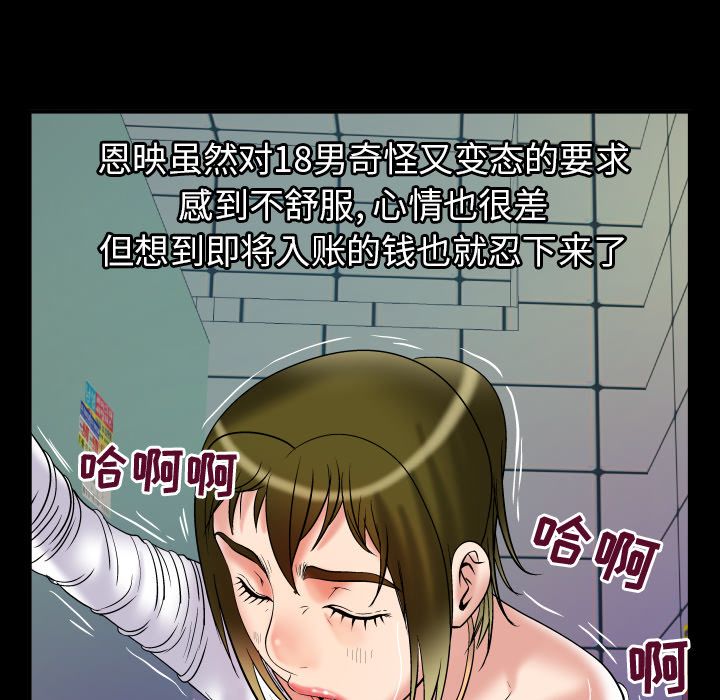 恩映虽然对18男奇怪又变态的要求
感到不舒服, 心情也很差
但想到即将入账的钱也就忍下来了
哈啊啊
哈啊
啊